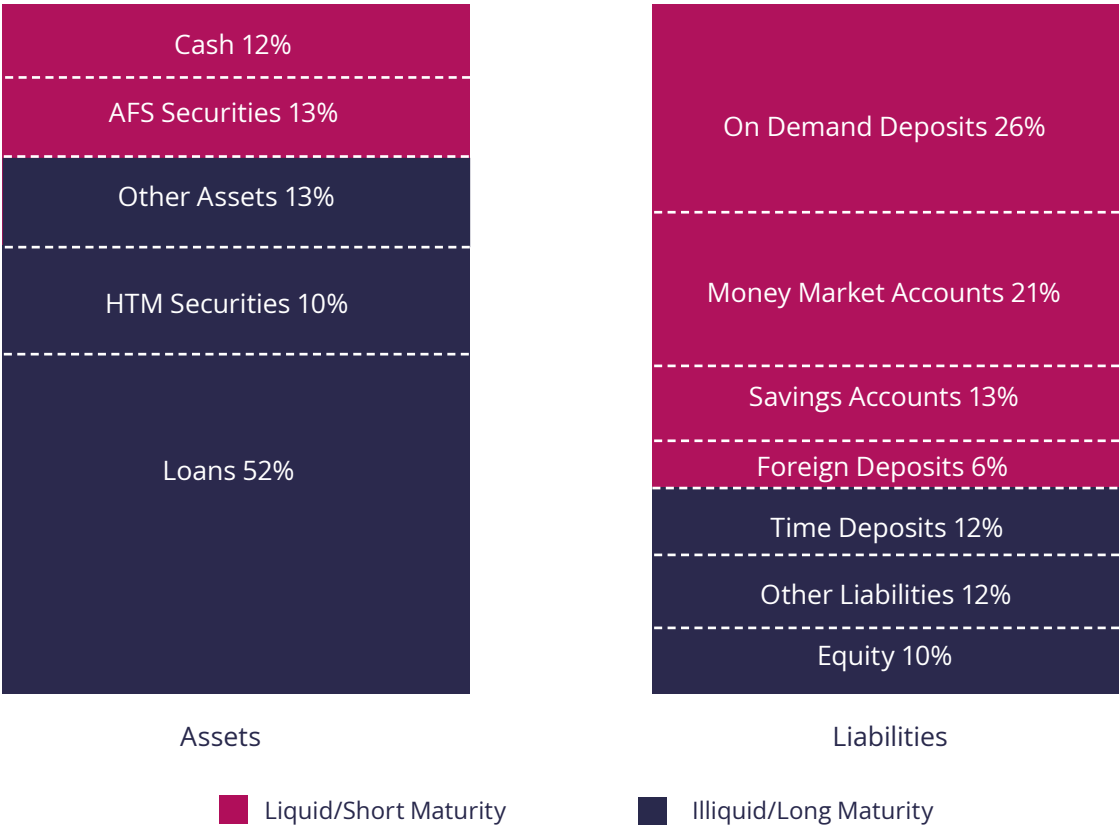 Cash 12%
AFS Securities 13%
Other Assets 13%
HTM Securities 10%
Loans 52%
Assets
On Demand Deposits 26%
Money Market Accounts 21%
Savings Accounts 13%
Foreign Deposits 6%
Time Deposits 12%
Other Liabilities 12%
Equity 10%
Liabilities
Liquid/Short Maturity
Illiquid/Long Maturity